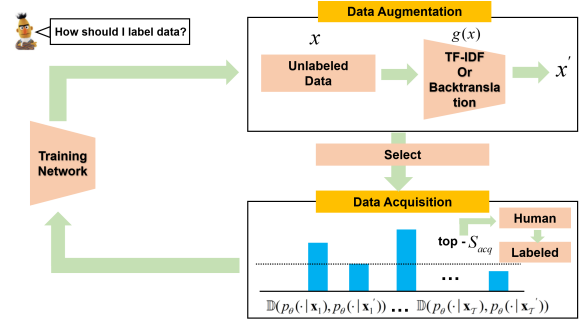 How should I label data?
Data Augmentation
x
g(x)
Unlabeled
Data
TF-IDF
Or
Backtransla
tion
x′
Training
Network
Select
Data Acquisition
Human
top - S_acq
Labeled
...
𝔻(p_θ(·|x_1), p_θ(·|x_1′)) ... 𝔻(p_θ(·|x_T), p_θ(·|x_T′))